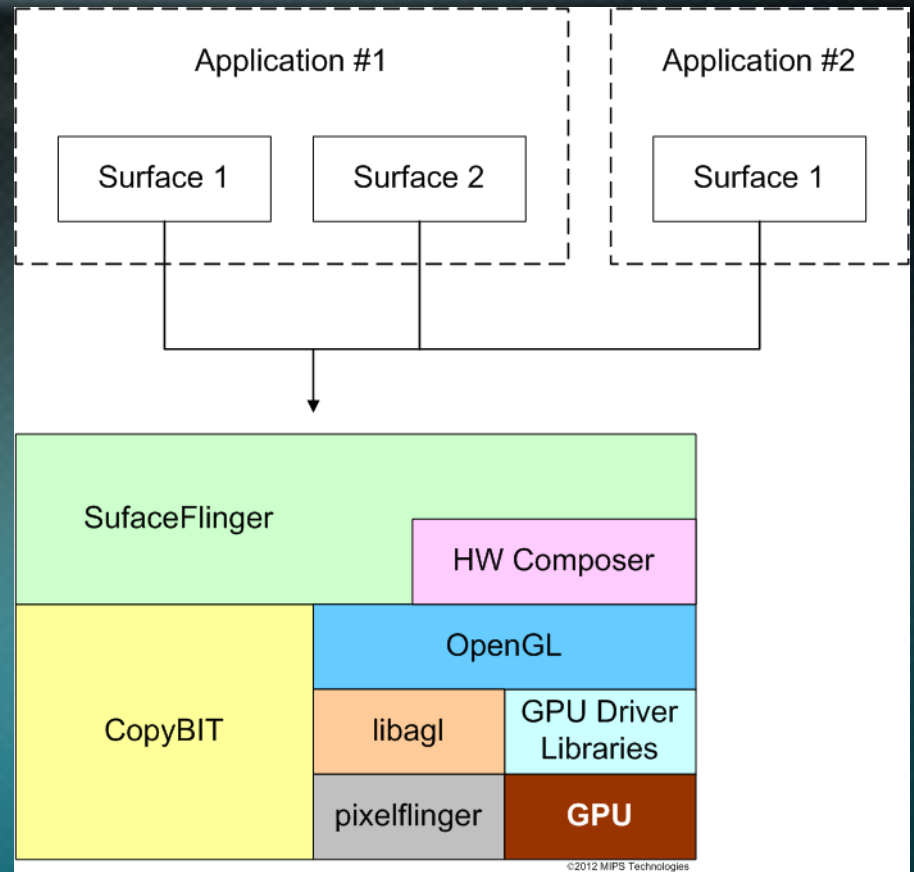 Application #1
Application #2
Surface 1
Surface 2
Surface 1
SufaceFlinger
HW Composer
OpenGL
CopyBIT
libagl
GPU Driver
Libraries
pixelflinger
GPU
©2012 MIPS Technologies